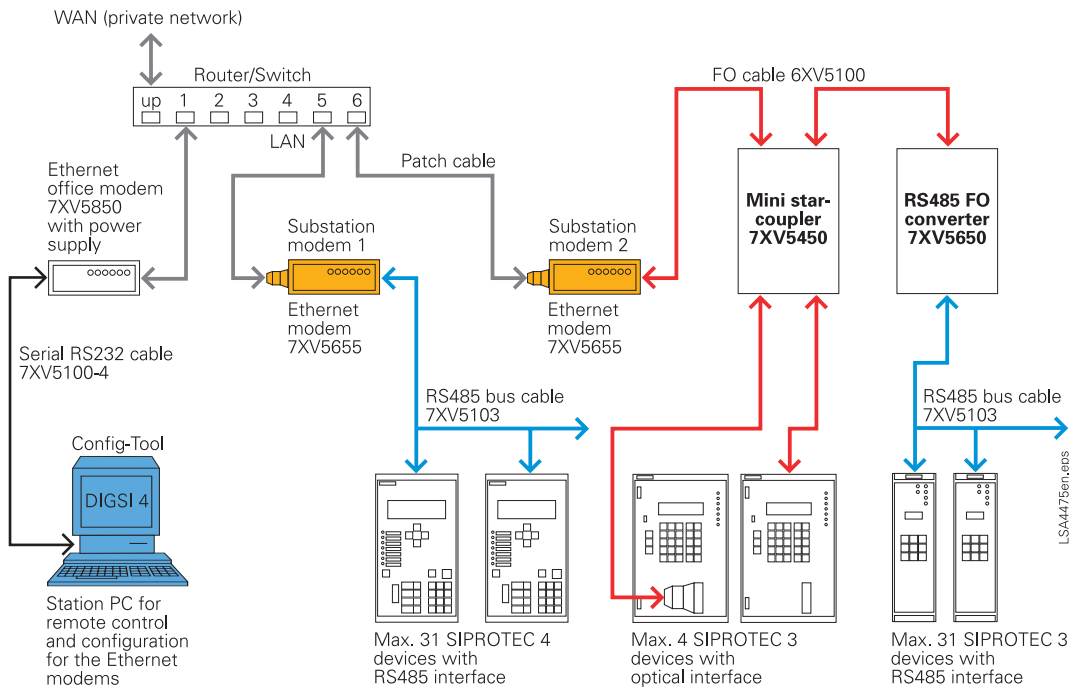 WAN (private network)
Router/Switch
up 1 2 3 4 5 6
LAN
Ethernet
office modem
7XV5850
with power
supply
Serial RS232 cable
7XV5100-4
Config-Tool
DIGSI 4
Station PC for
remote control
and configuration
for the Ethernet
modems
Substation
modem 1
Ethernet
modem
7XV5655
Patch cable
Substation
modem 2
Ethernet
modem
7XV5655
FO cable 6XV5100
Mini star-
coupler
7XV5450
RS485 FO
converter
7XV5650
RS485 bus cable
7XV5103
RS485 bus cable
7XV5103
Max. 31 SIPROTEC 4
devices with
RS485 interface
Max. 4 SIPROTEC 3
devices with
optical interface
Max. 31 SIPROTEC 3
devices with
RS485 interface
LSA4475en.eps